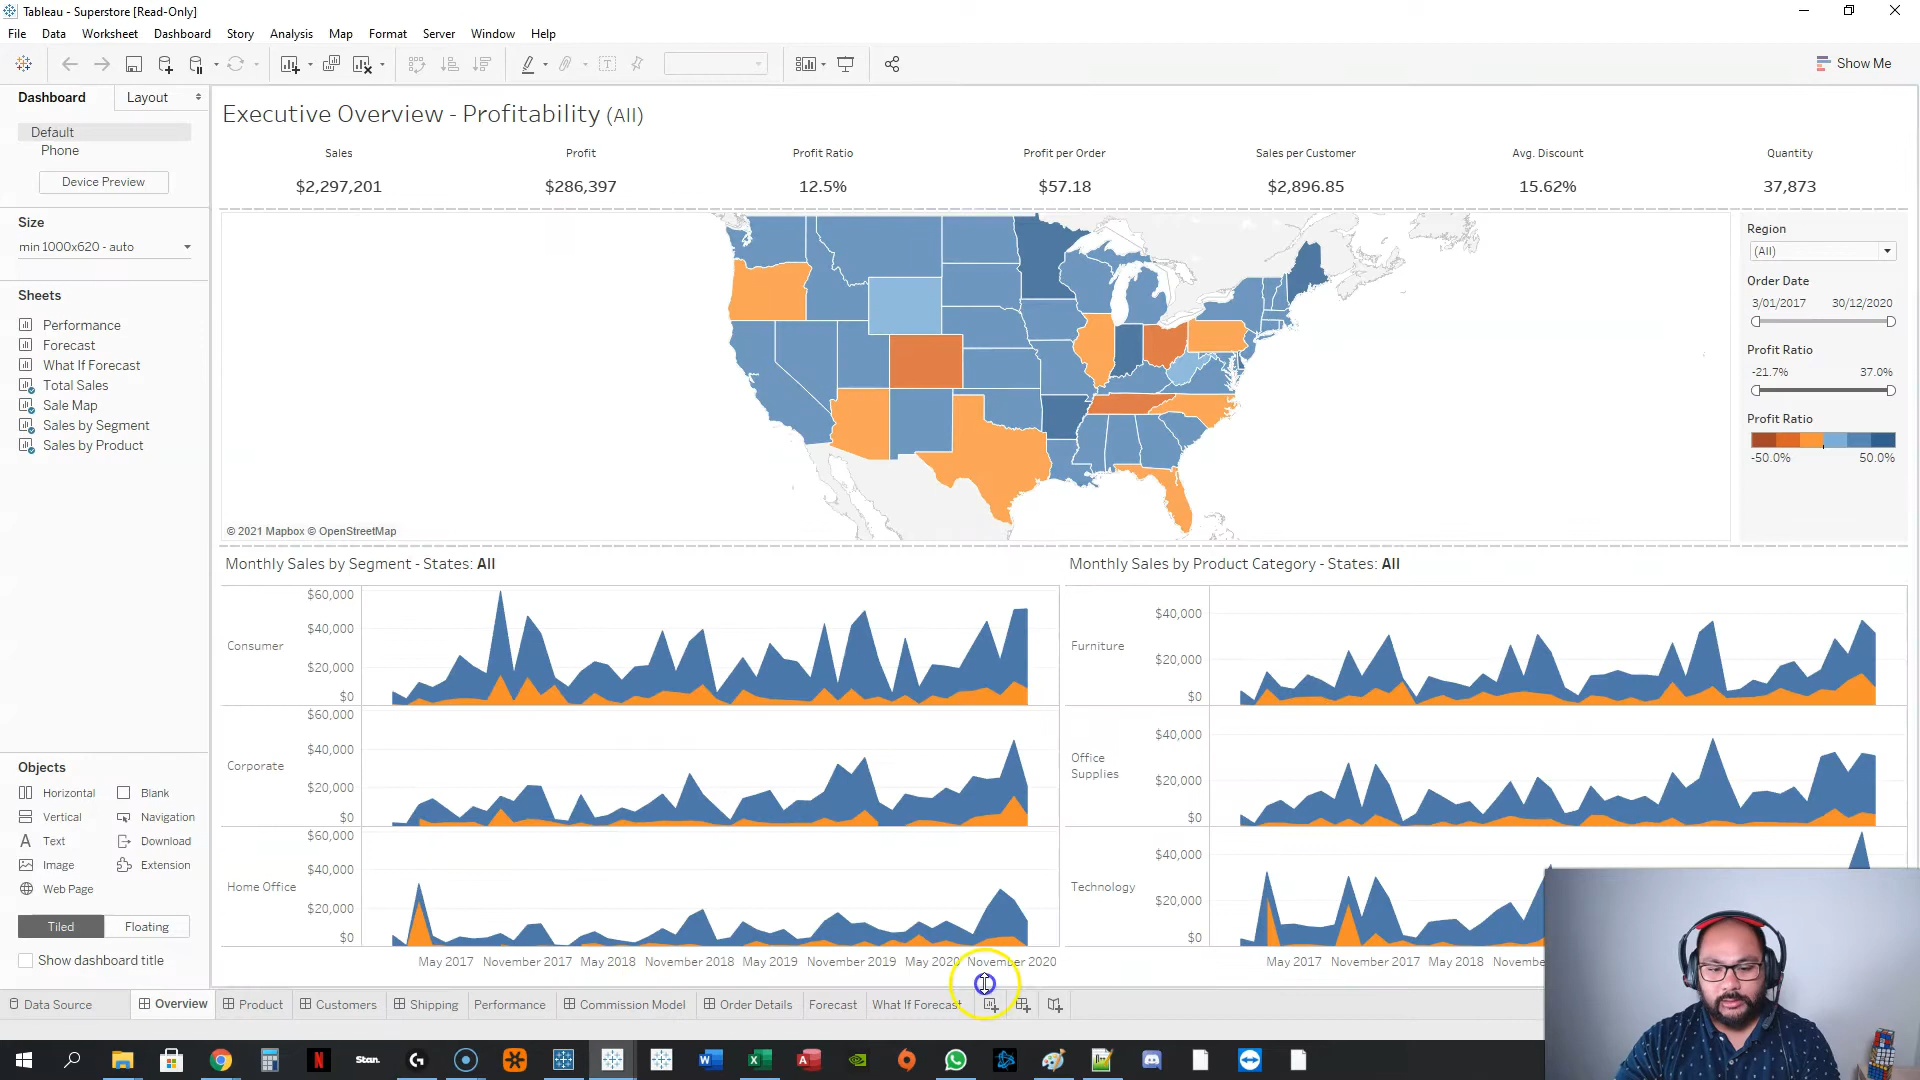 Tableau - Superstore [Read-Only]
File Data Worksheet Dashboard Story Analysis Map Format Server Window Help
Show Me
Dashboard Layout
Default
Phone
Device Preview
Size
min 1000x620 - auto
Sheets
Performance
Forecast
What If Forecast
Total Sales
Sale Map
Sales by Segment
Sales by Product
Objects
Horizontal Blank
Vertical Navigation
Text Download
Image Extension
Web Page
Tiled Floating
Show dashboard title
Executive Overview - Profitability (All)
Sales Profit Profit Ratio Profit per Order Sales per Customer Avg. Discount Quantity
$2,297,201 $286,397 12.5% $57.18 $2,896.85 15.62% 37,873
© 2021 Mapbox © OpenStreetMap
Region
(All)
Order Date
3/01/2017 30/12/2020
Profit Ratio
-21.7% 37.0%
Profit Ratio
-50.0% 50.0%
Monthly Sales by Segment - States: All
$60,000
$40,000
Consumer
$20,000
$0
$60,000
$40,000
Corporate
$20,000
$0
$60,000
$40,000
Home Office
$20,000
$0
May 2017 November 2017 May 2018 November 2018 May 2019 November 2019 May 2020 November 2020
Monthly Sales by Product Category - States: All
$40,000
Furniture
$20,000
$0
$40,000
Office
Supplies
$20,000
$0
$40,000
Technology
$20,000
$0
May 2017 November 2017 May 2018 Novem
Data Source Overview Product Customers Shipping Performance Commission Model Order Details Forecast What If Forecast
N Stan. G W X A